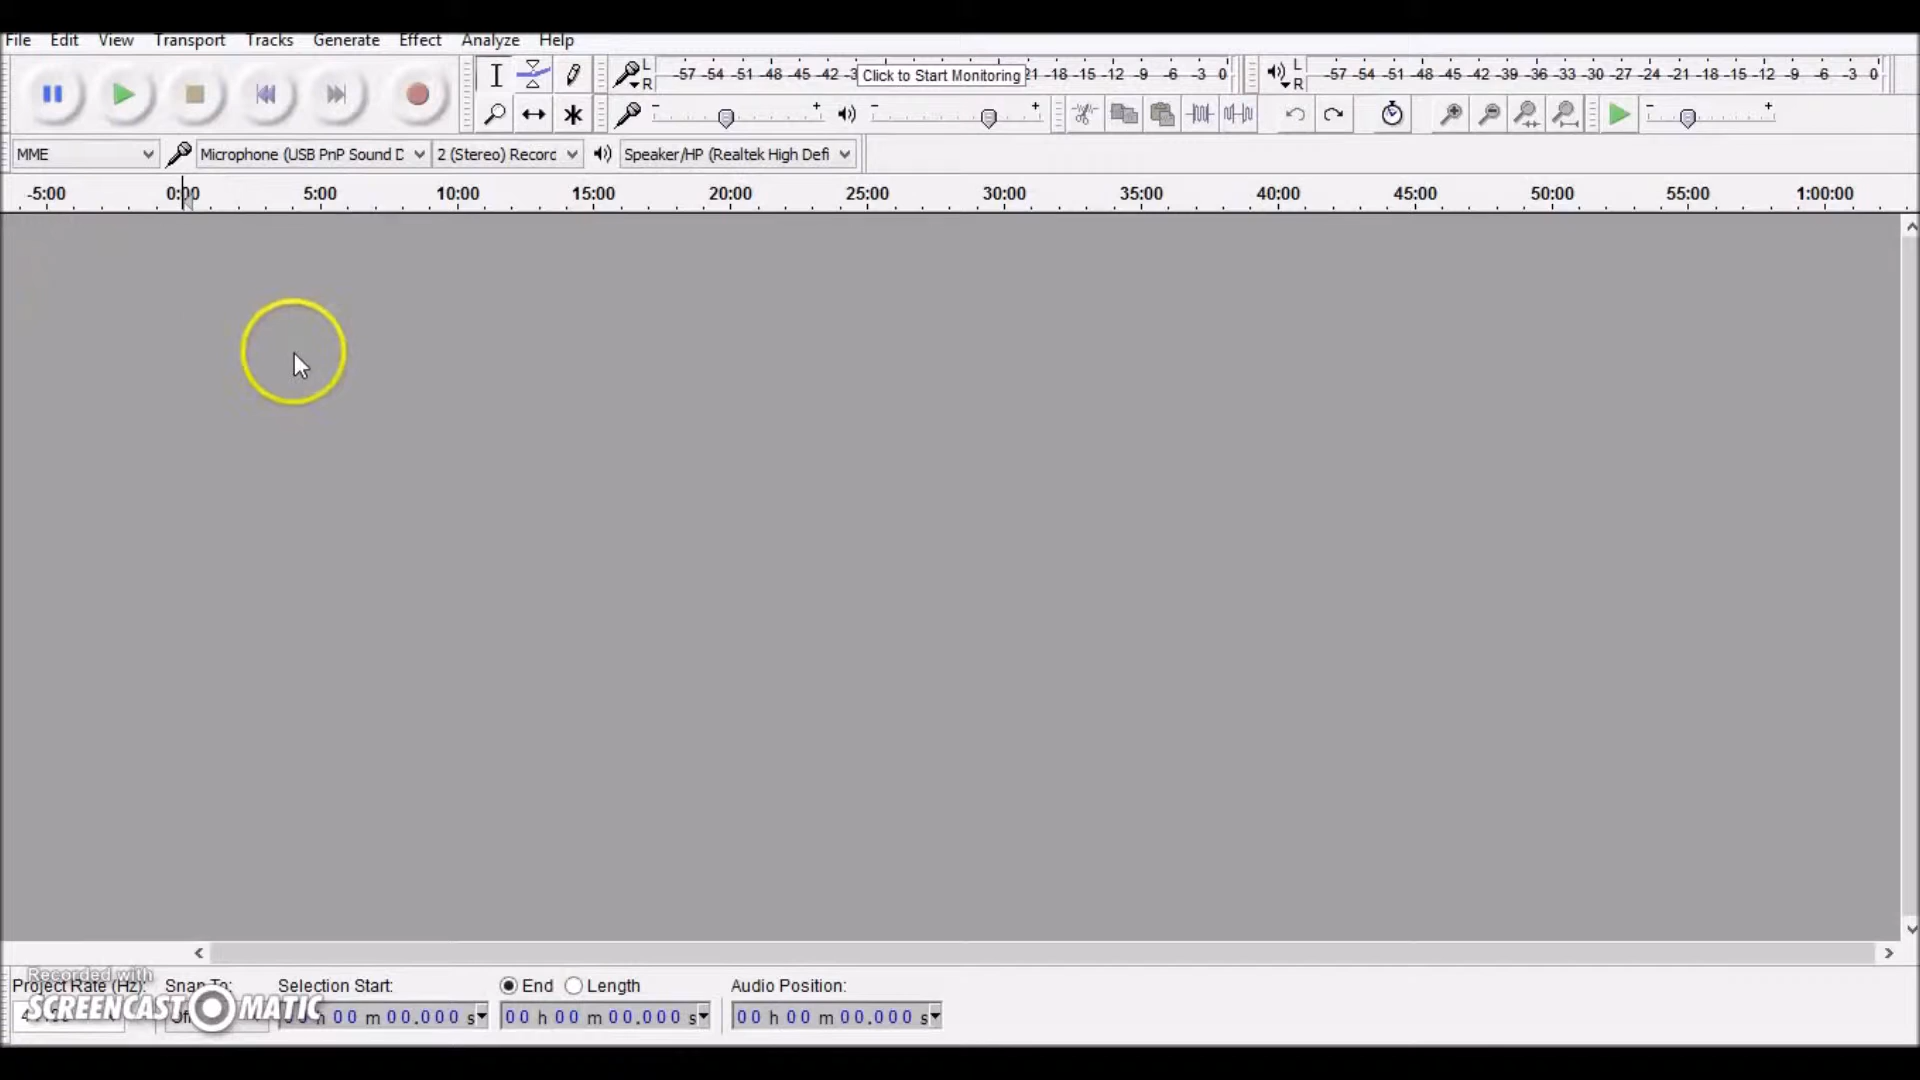 File Edit View Transport Tracks Generate Effect Analyze Help
L
R
-57 -54 -51 -48 -45 -42 Click to Start Monitoring -18 -15 -12 -9 -6 -3 0
L
R
-57 -54 -51 -48 -45 -42 -39 -36 -33 -30 -27 -24 -21 -18 -15 -12 -9 -6 -3 0
- + - + - +
MME Microphone (USB PnP Sound D 2 (Stereo) Record Speaker/HP (Realtek High Defi
-5:00 0:00 5:00 10:00 15:00 20:00 25:00 30:00 35:00 40:00 45:00 50:00 55:00 1:00:00
Recorded with
Project Rate (Hz): Snap To: Selection Start: End Length Audio Position:
SCREENCAST MATIC
00 h 00 m 00.000 s 00 h 00 m 00.000 s